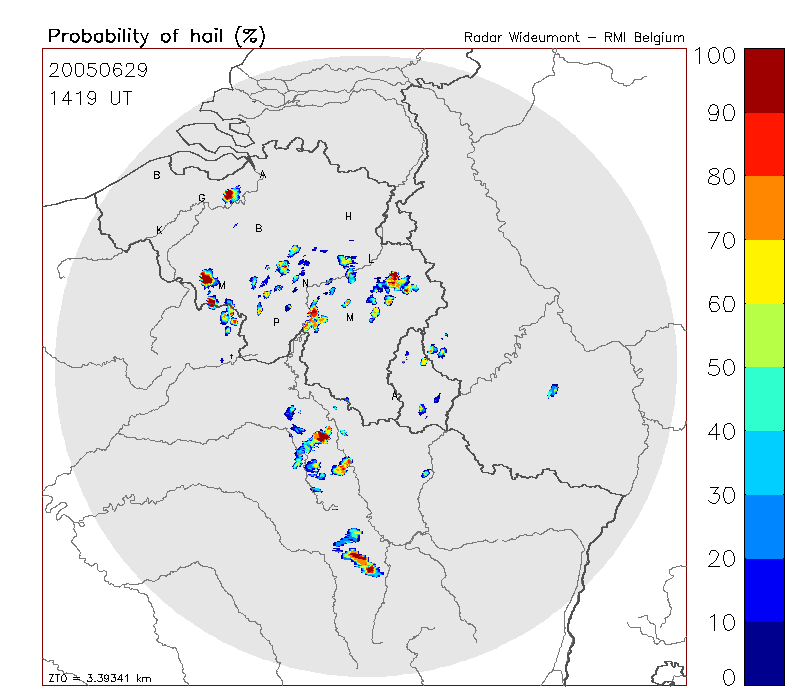 Probability of hail (%)
Radar Wideumont - RMI Belgium
20050629
1419 UT
100
90
80
70
60
50
40
30
20
10
0
B
A
G
H
K
B
L
M
N
P
M
A
ZT0 = 3.39341 km